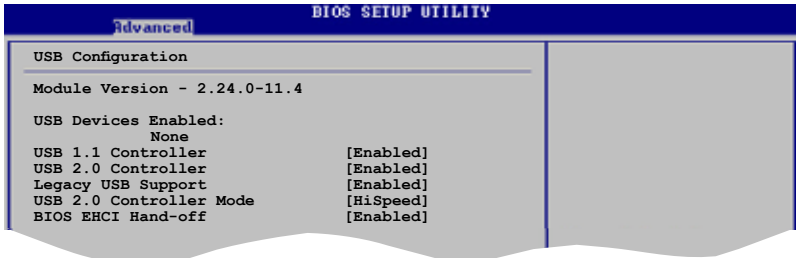 BIOS SETUP UTILITY
Advanced
USB Configuration
Module Version - 2.24.0-11.4
USB Devices Enabled:
None
USB 1.1 Controller [Enabled]
USB 2.0 Controller [Enabled]
Legacy USB Support [Enabled]
USB 2.0 Controller Mode [HiSpeed]
BIOS EHCI Hand-off [Enabled]